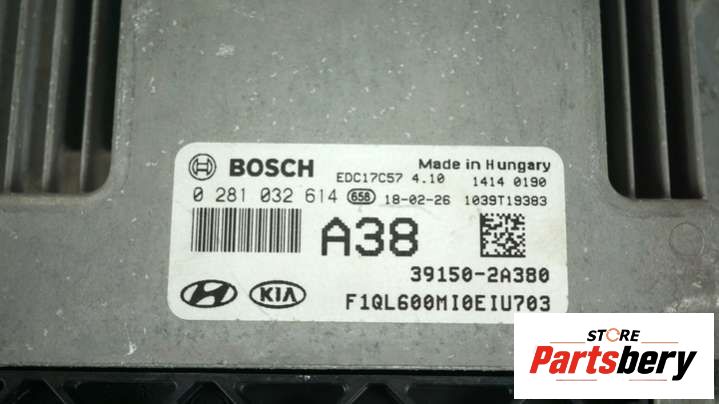 BOSCH
EDC17C57 4.10
Made in Hungary
1414 0190
0 281 032 614 656 18-02-26 1039T19383
A38
39150-2A380
KIA
F1QL600MI0EIU703
STORE
Partsbery